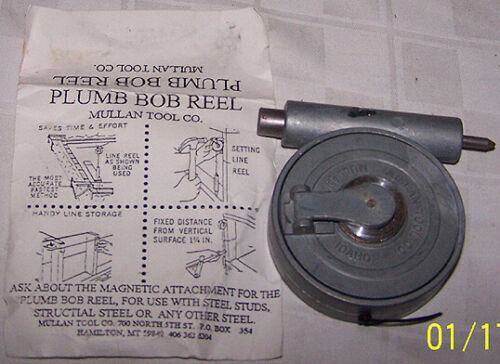 PLUMB BOB REEL
MULLAN TOOL CO.
PLUMB BOB REEL
MULLAN TOOL CO.
SAVES TIME & EFFORT
LINE REEL
AS SHOWN
BEING
USED
THE MOST
ACCURATE
FASTEST
METHOD
SETTING
LINE
REEL
HANDY LINE STORAGE
FIXED DISTANCE
FROM VERTICAL
SURFACE 1¼ IN.
ASK ABOUT THE MAGNETIC ATTACHMENT FOR THE
PLUMB BOB REEL, FOR USE WITH STEEL STUDS,
STRUCTIAL STEEL OR ANY OTHER STEEL.
MULLAN TOOL CO. 700 NORTH 5TH ST. P.O. BOX 354
HAMILTON, MT 59840 406 363 6304
IDAHO
01/17